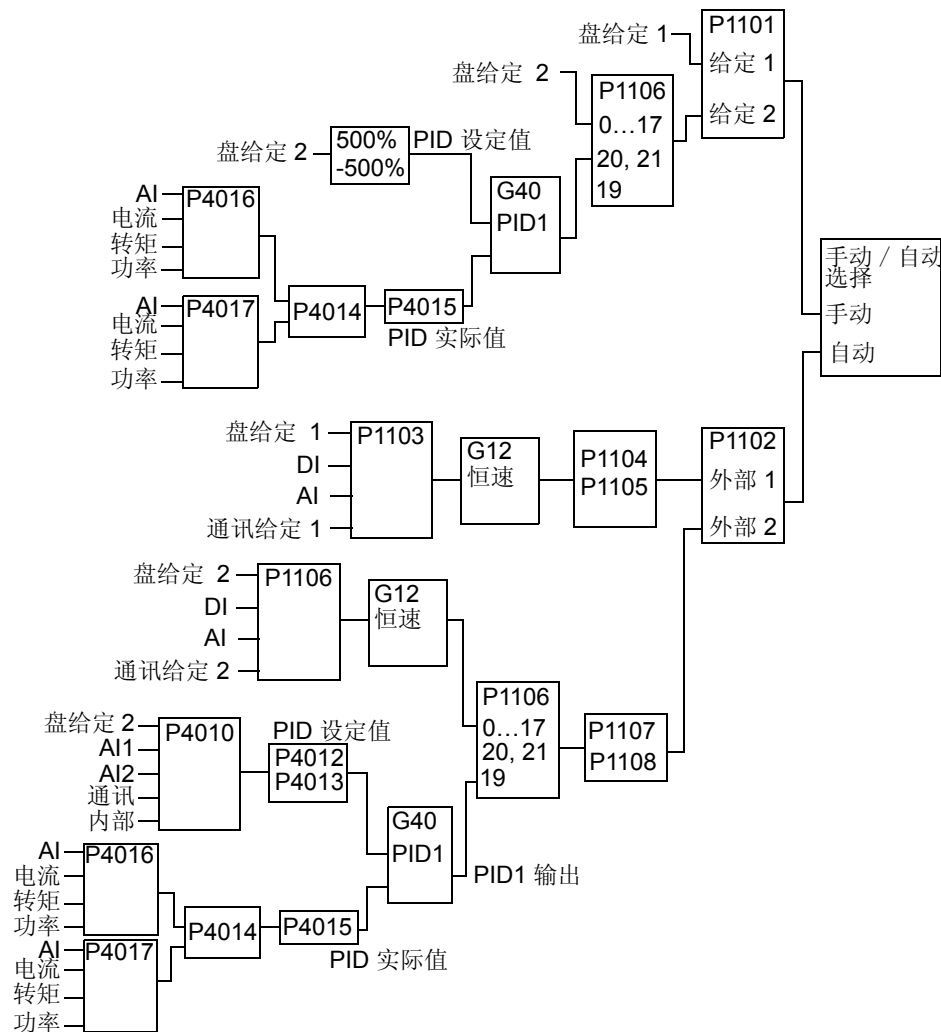 盘给定 1
P1101
给定 1
给定 2
盘给定 2
P1106
0…17
20, 21
19
盘给定 2
500%
-500%
PID 设定值
G40
PID1
AI
电流
转矩
功率
P4016
AI
电流
转矩
功率
P4017
P4014
P4015
PID 实际值
手动 / 自动
选择
手动
自动
盘给定 1
DI
AI
通讯给定 1
P1103
G12
恒速
P1104
P1105
P1102
外部 1
外部 2
盘给定 2
DI
AI
通讯给定 2
P1106
G12
恒速
P1106
0…17
20, 21
19
P1107
P1108
盘给定 2
AI1
AI2
通讯
内部
P4010
PID 设定值
P4012
P4013
G40
PID1
PID1 输出
AI
电流
转矩
功率
P4016
AI
电流
转矩
功率
P4017
P4014
P4015
PID 实际值